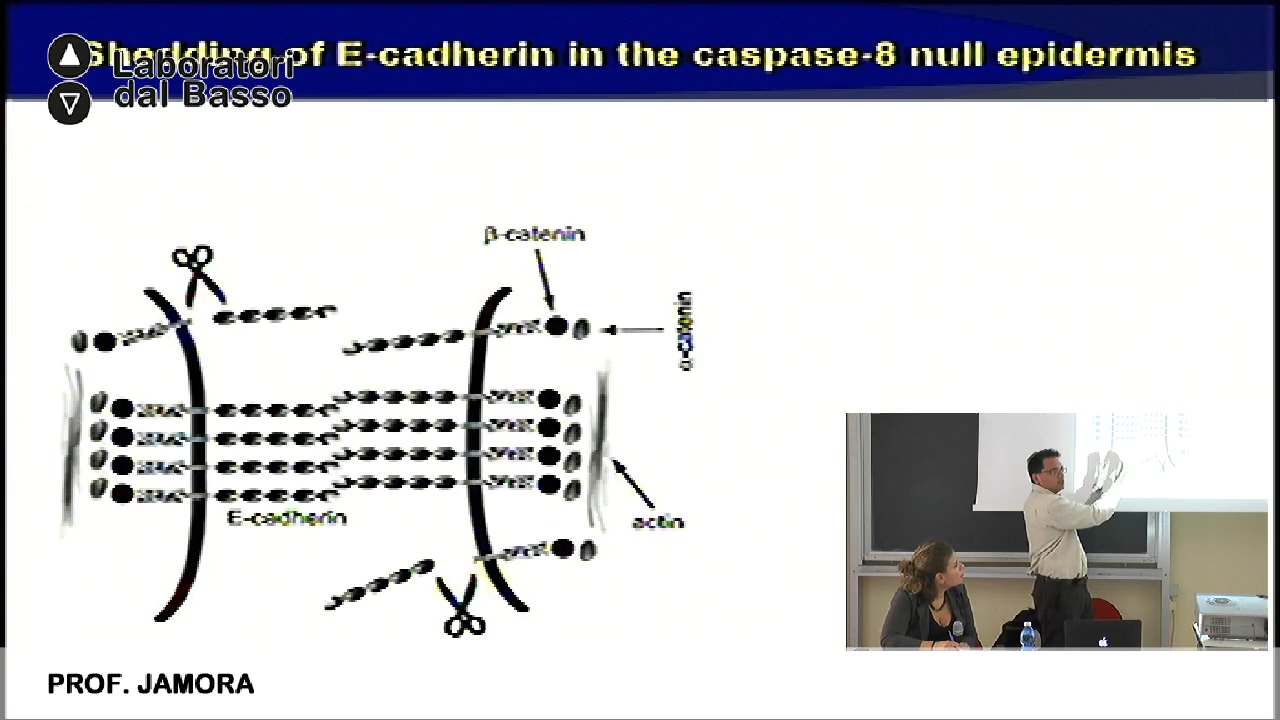 Shedding of E-cadherin in the caspase-8 null epidermis
Laboratori
dal Basso
β-catenin
α-catenin
E-cadherin
actin
PROF. JAMORA